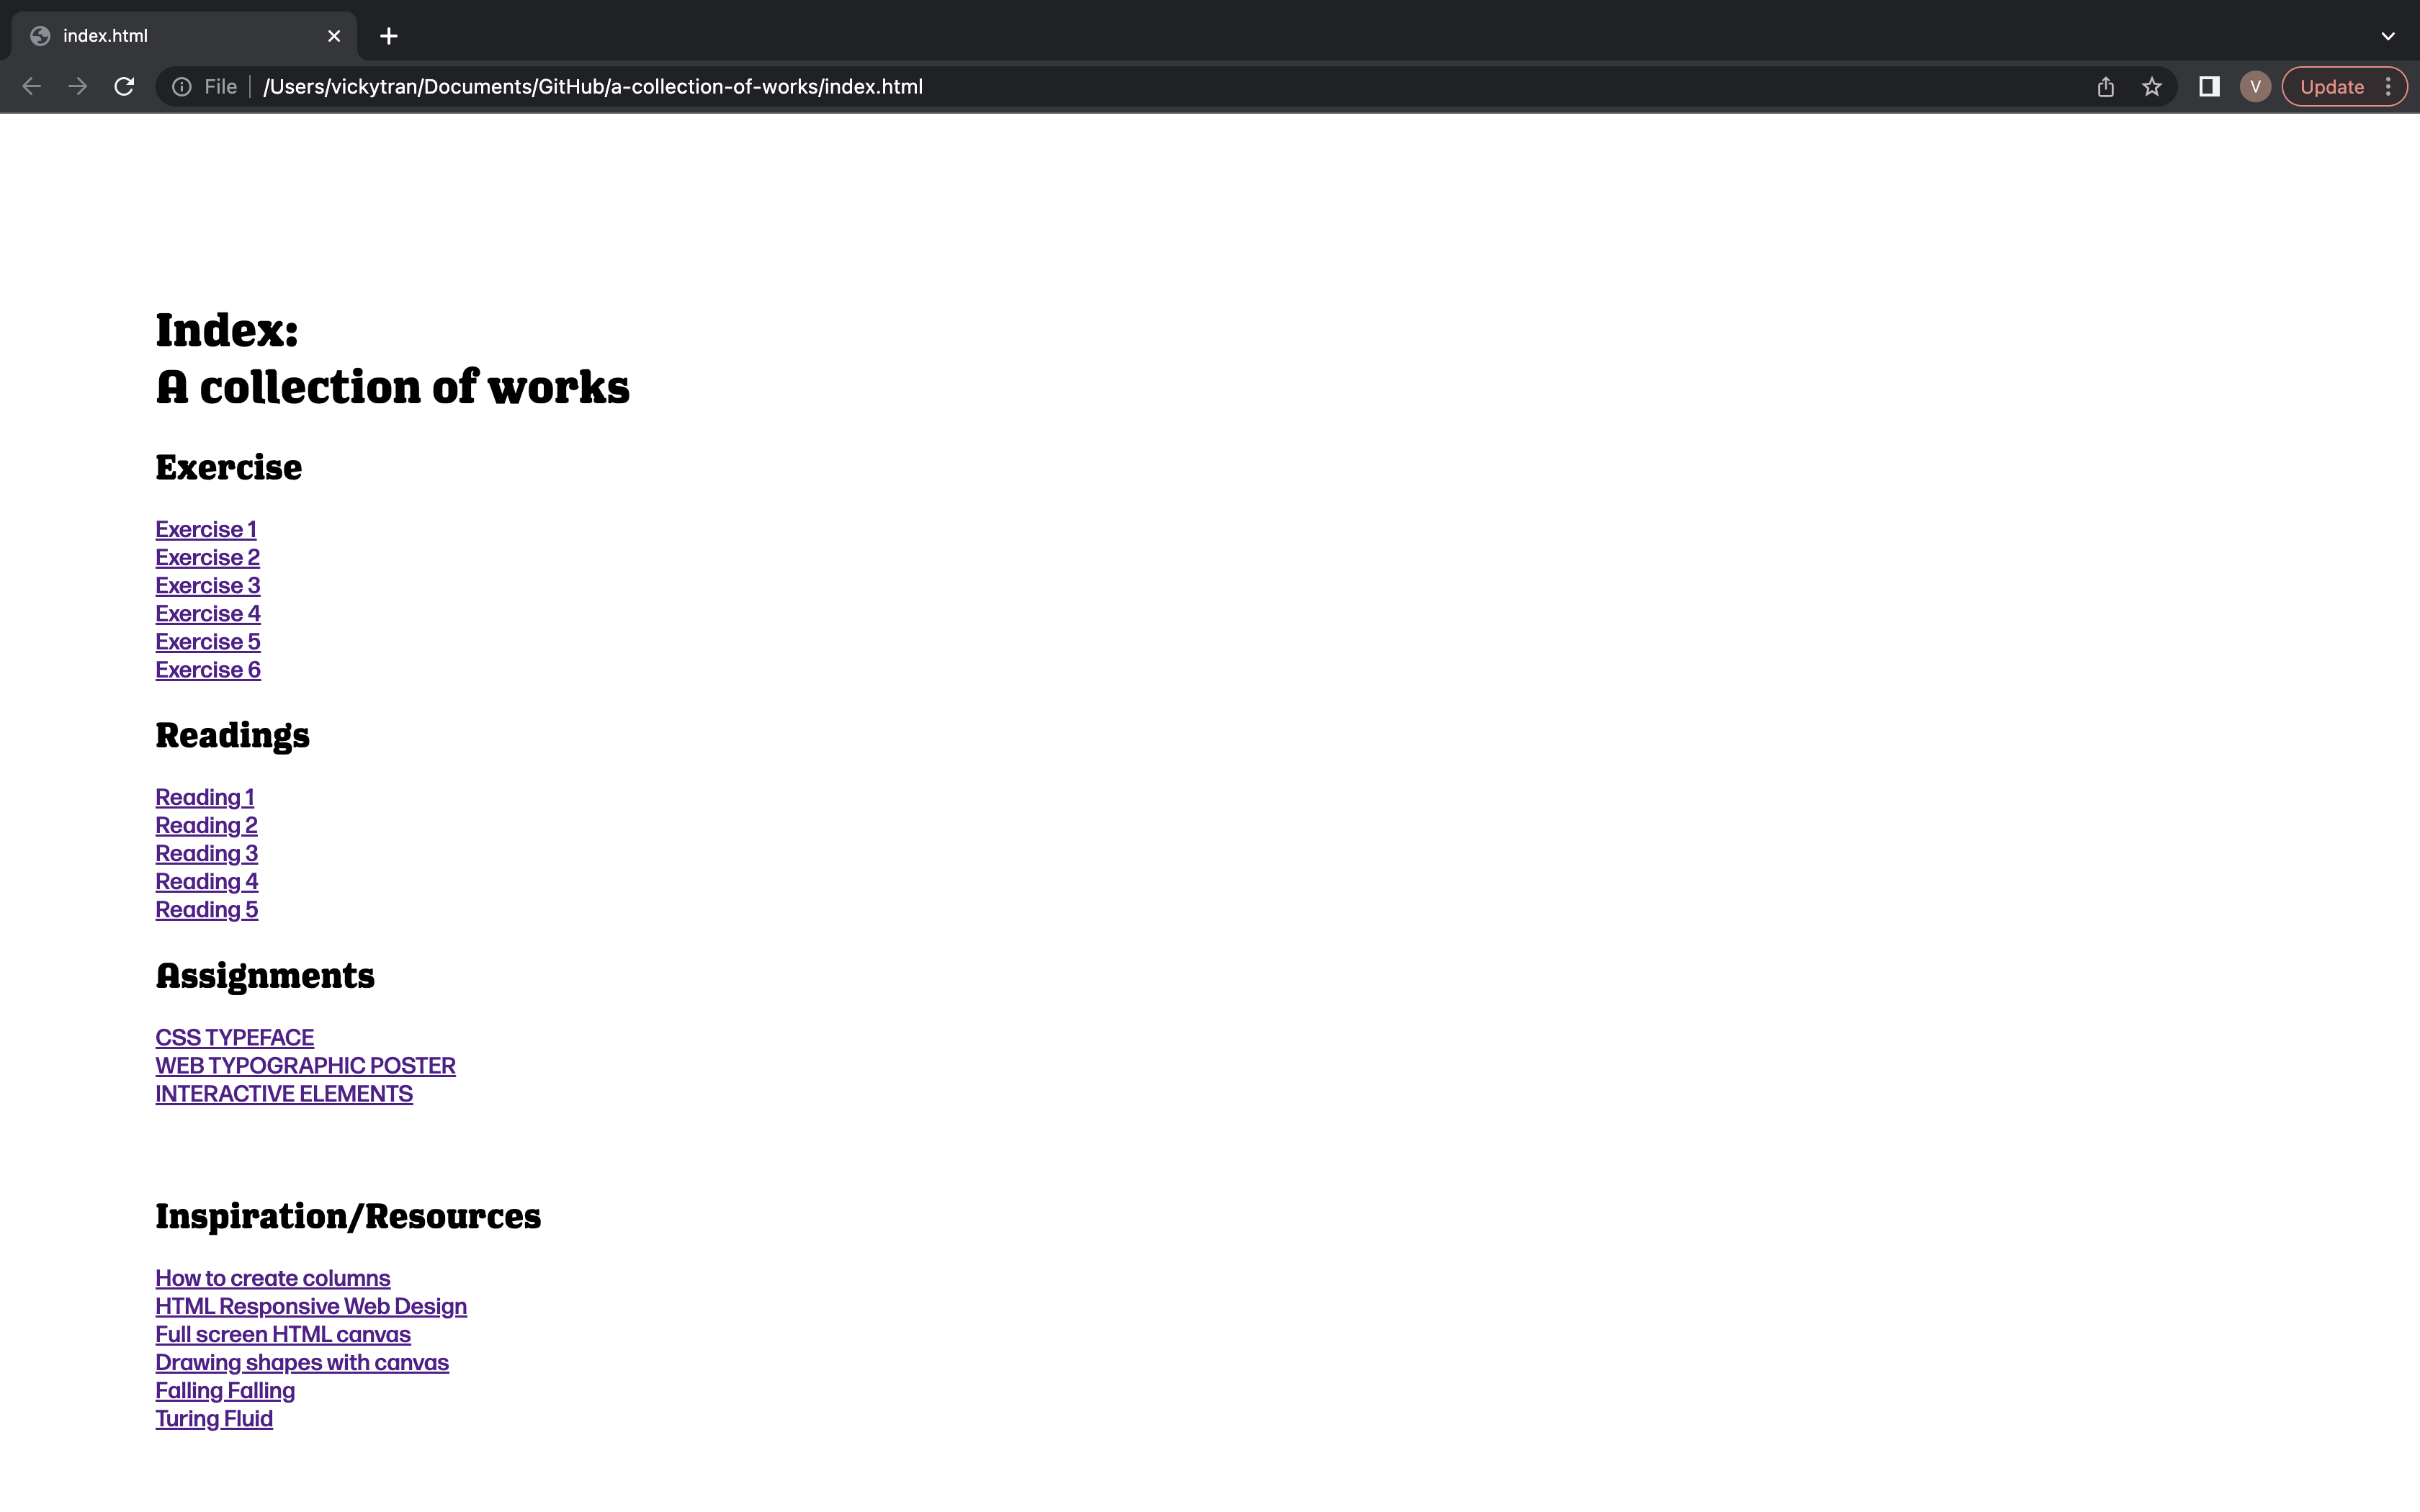 index.html
File
/Users/vickytran/Documents/GitHub/a-collection-of-works/index.html
V
Update
Index:
A collection of works
Exercise
Exercise 1
Exercise 2
Exercise 3
Exercise 4
Exercise 5
Exercise 6
Readings
Reading 1
Reading 2
Reading 3
Reading 4
Reading 5
Assignments
CSS TYPEFACE
WEB TYPOGRAPHIC POSTER
INTERACTIVE ELEMENTS
Inspiration/Resources
How to create columns
HTML Responsive Web Design
Full screen HTML canvas
Drawing shapes with canvas
Falling Falling
Turing Fluid